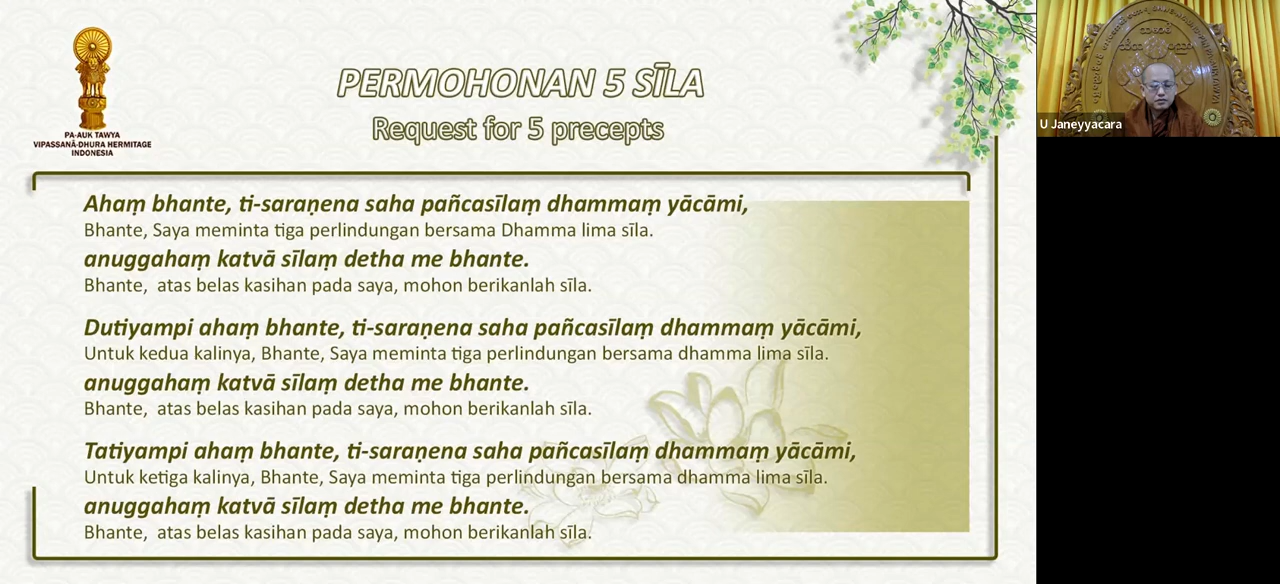 PA-AUK TAWYA
VIPASSANĀ-DHURA HERMITAGE
INDONESIA
PERMOHONAN 5 SĪLA
Request for 5 precepts
Ahaṃ bhante, ti-saraṇena saha pañcasīlaṃ dhammaṃ yācāmi,
Bhante, Saya meminta tiga perlindungan bersama Dhamma lima sīla.
anuggahaṃ katvā sīlaṃ detha me bhante.
Bhante,  atas belas kasihan pada saya, mohon berikanlah sīla.
Dutiyampi ahaṃ bhante, ti-saraṇena saha pañcasīlaṃ dhammaṃ yācāmi,
Untuk kedua kalinya, Bhante, Saya meminta tiga perlindungan bersama dhamma lima sīla.
anuggahaṃ katvā sīlaṃ detha me bhante.
Bhante,  atas belas kasihan pada saya, mohon berikanlah sīla.
Tatiyampi ahaṃ bhante, ti-saraṇena saha pañcasīlaṃ dhammaṃ yācāmi,
Untuk ketiga kalinya, Bhante, Saya meminta tiga perlindungan bersama dhamma lima sīla.
anuggahaṃ katvā sīlaṃ detha me bhante.
Bhante,  atas belas kasihan pada saya, mohon berikanlah sīla.
U Janeyyacara